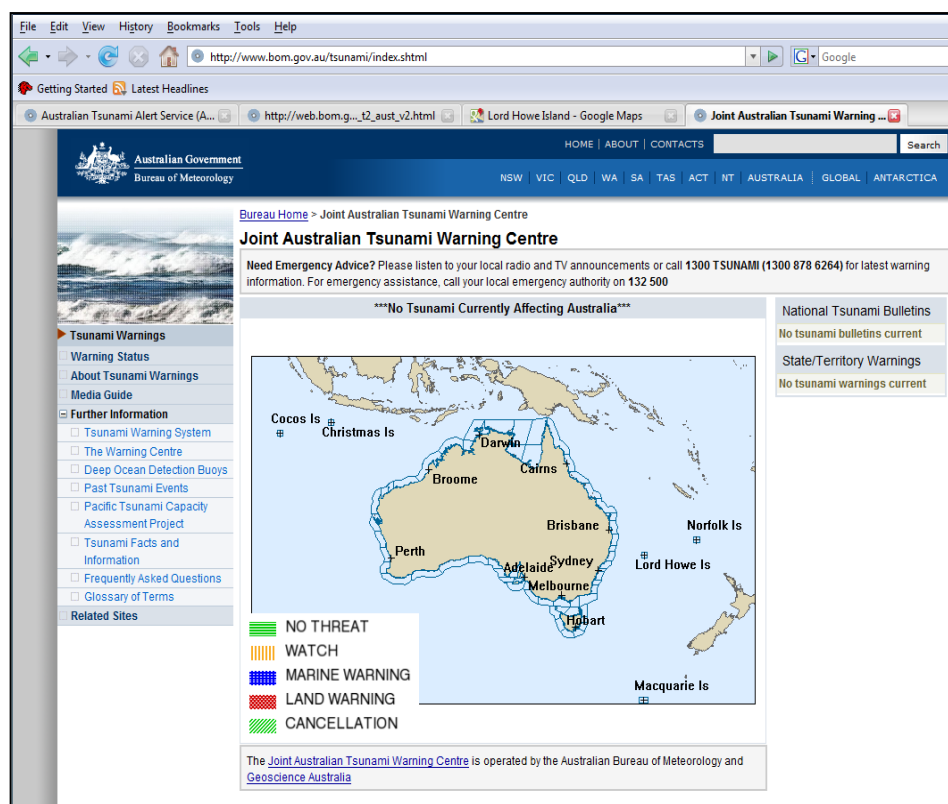 File Edit View History Bookmarks Tools Help
http://www.bom.gov.au/tsunami/index.shtml
G Google
Getting Started Latest Headlines
Australian Tsunami Alert Service (A...
http://web.bom.g..._t2_aust_v2.html
Lord Howe Island - Google Maps
Joint Australian Tsunami Warning ...
Australian Government
Bureau of Meteorology
HOME | ABOUT | CONTACTS
Search
NSW | VIC | QLD | WA | SA | TAS | ACT | NT | AUSTRALIA | GLOBAL | ANTARCTICA
Bureau Home > Joint Australian Tsunami Warning Centre
Joint Australian Tsunami Warning Centre
Need Emergency Advice? Please listen to your local radio and TV announcements or call 1300 TSUNAMI (1300 878 6264) for latest warning
information. For emergency assistance, call your local emergency authority on 132 500
Tsunami Warnings
Warning Status
About Tsunami Warnings
Media Guide
Further Information
Tsunami Warning System
The Warning Centre
Deep Ocean Detection Buoys
Past Tsunami Events
Pacific Tsunami Capacity
Assessment Project
Tsunami Facts and
Information
Frequently Asked Questions
Glossary of Terms
Related Sites
***No Tsunami Currently Affecting Australia***
Cocos Is
Christmas Is
Darwin
Cairns
Broome
Brisbane
Norfolk Is
Perth
Adelaide
Sydney
Lord Howe Is
Melbourne
Hobart
Macquarie Is
NO THREAT
WATCH
MARINE WARNING
LAND WARNING
CANCELLATION
The Joint Australian Tsunami Warning Centre is operated by the Australian Bureau of Meteorology and
Geoscience Australia
National Tsunami Bulletins
No tsunami bulletins current
State/Territory Warnings
No tsunami warnings current